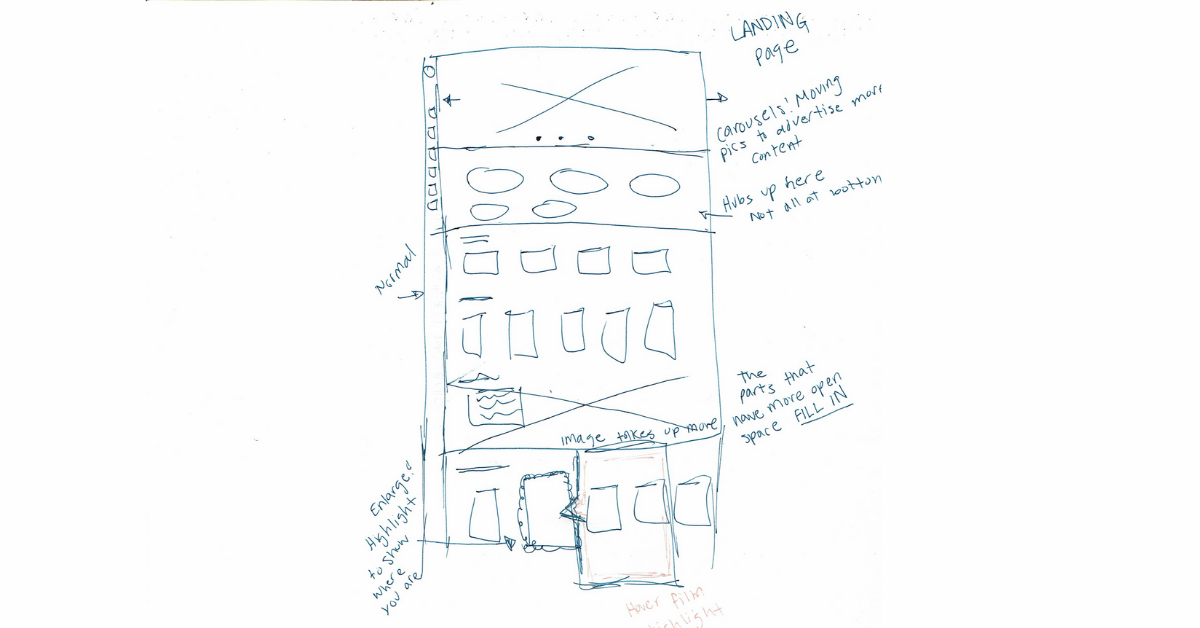 LANDING
page
carousels! Moving
pics to advertise more
content
Hubs up here
Not all at bottom
Normal
the
parts that
have more open
space FILL IN
image takes up more
Enlarge &
Highlight
to show
where
you are
Hover film
highlight